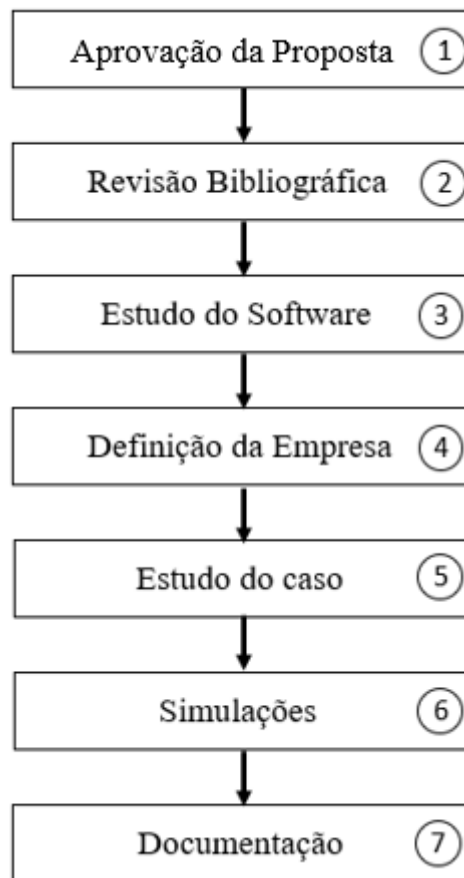 Aprovação da Proposta 1
Revisão Bibliográfica 2
Estudo do Software 3
Definição da Empresa 4
Estudo do caso 5
Simulações 6
Documentação 7